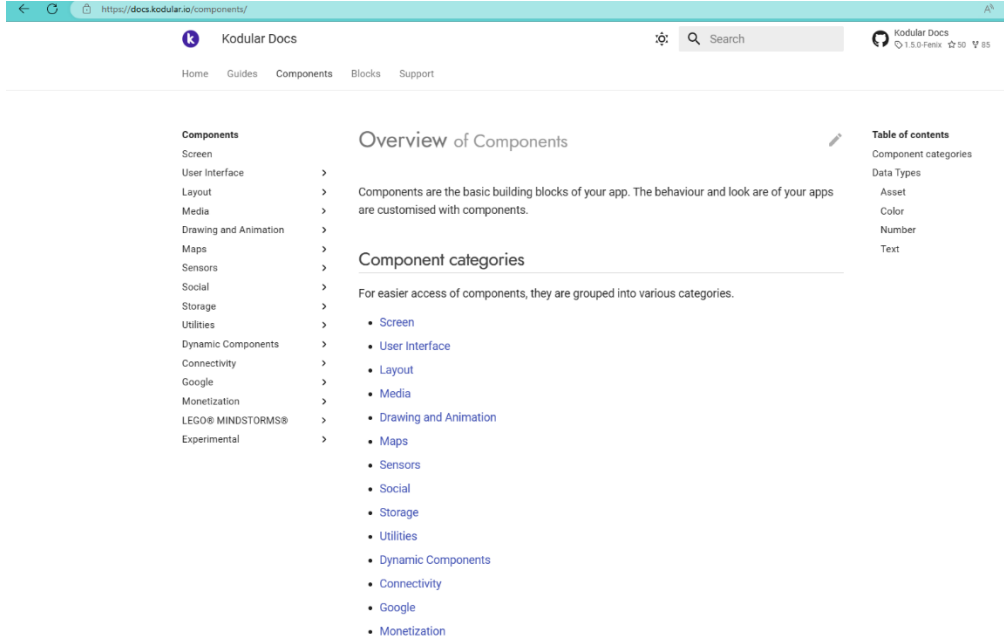 https://docs.kodular.io/components/
Kodular Docs
Search
Kodular Docs
1.5.0-Fenix 50 85
Home Guides Components Blocks Support
Components
Screen
User Interface
Layout
Media
Drawing and Animation
Maps
Sensors
Social
Storage
Utilities
Dynamic Components
Connectivity
Google
Monetization
LEGO® MINDSTORMS®
Experimental
Overview of Components
Components are the basic building blocks of your app. The behaviour and look are of your apps
are customised with components.
Component categories
For easier access of components, they are grouped into various categories.
• Screen
• User Interface
• Layout
• Media
• Drawing and Animation
• Maps
• Sensors
• Social
• Storage
• Utilities
• Dynamic Components
• Connectivity
• Google
• Monetization
Table of contents
Component categories
Data Types
Asset
Color
Number
Text